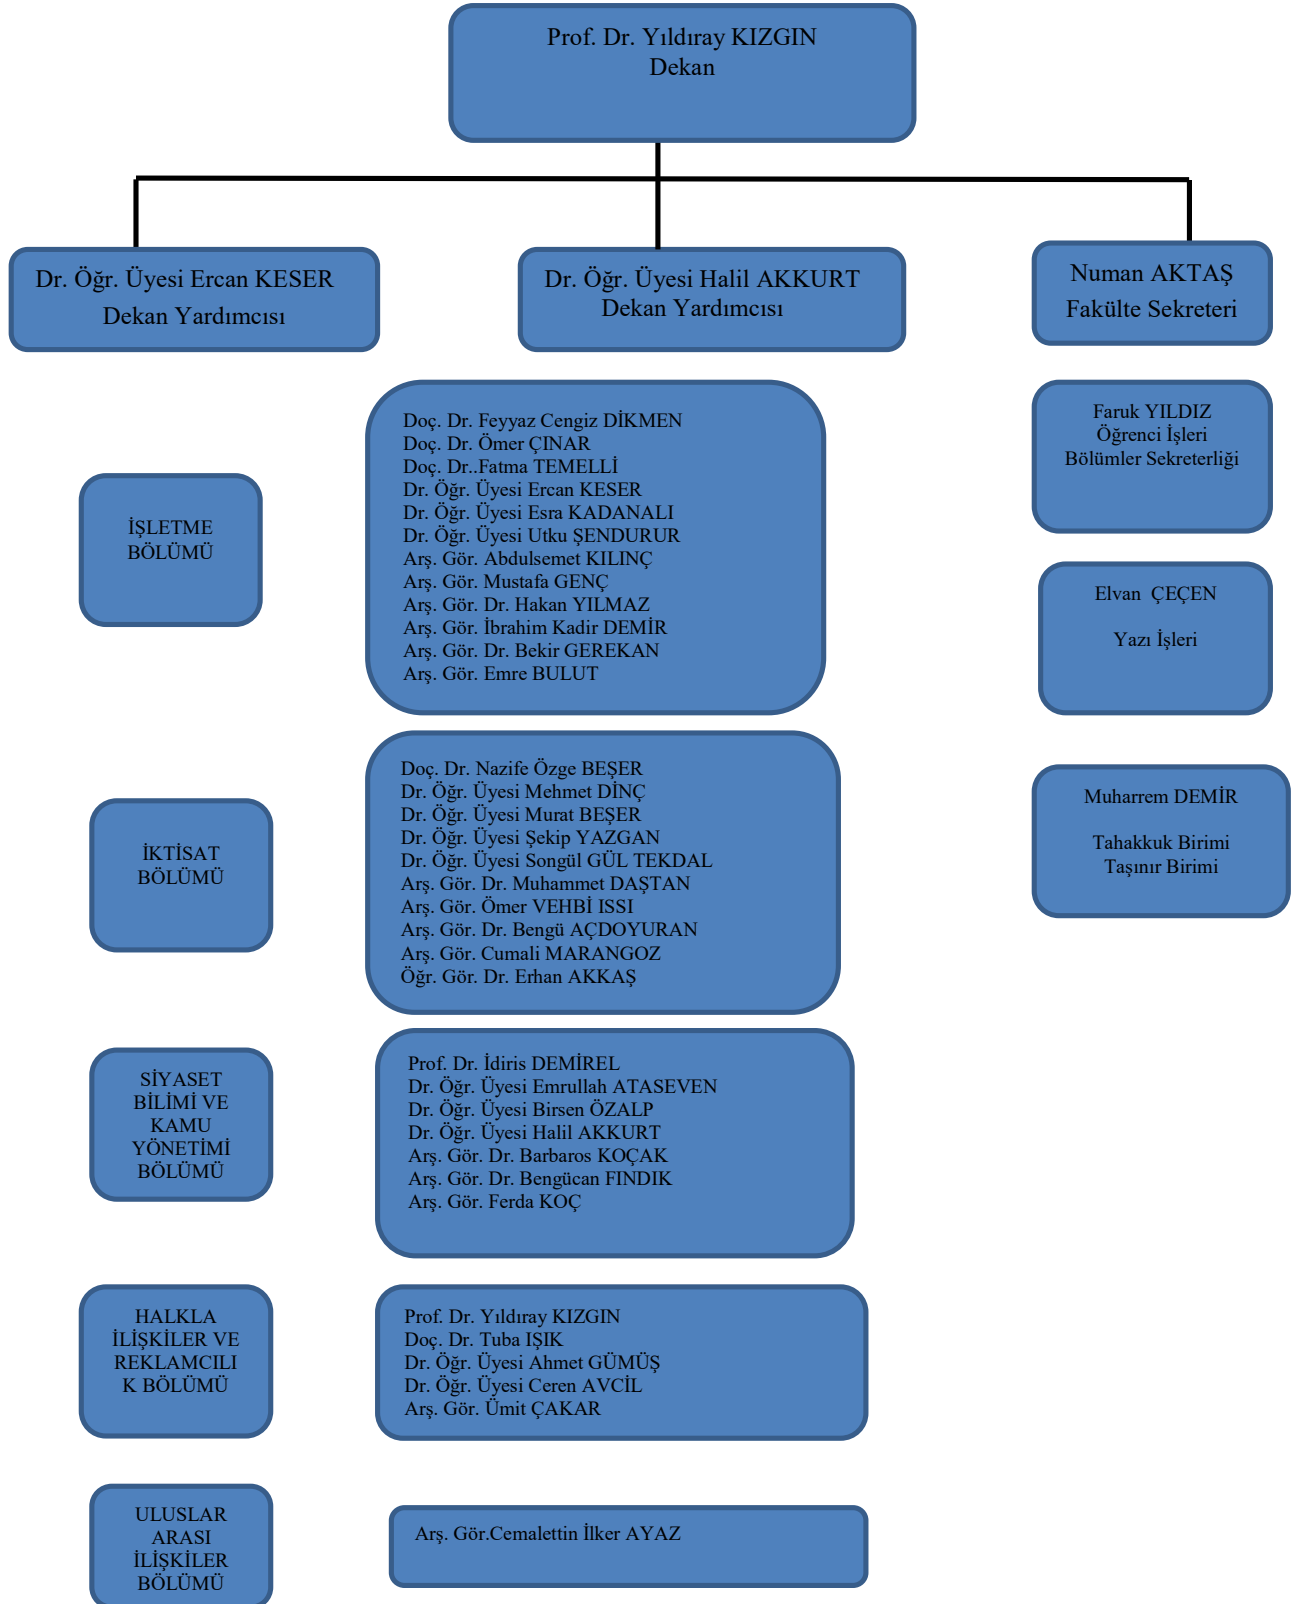 Prof. Dr. Yıldıray KIZGIN
Dekan
Dr. Öğr. Üyesi Ercan KESER
Dekan Yardımcısı
Dr. Öğr. Üyesi Halil AKKURT
Dekan Yardımcısı
Numan AKTAŞ
Fakülte Sekreteri
İŞLETME
BÖLÜMÜ
Doç. Dr. Feyyaz Cengiz DİKMEN
Doç. Dr. Ömer ÇINAR
Doç. Dr..Fatma TEMELLİ
Dr. Öğr. Üyesi Ercan KESER
Dr. Öğr. Üyesi Esra KADANALI
Dr. Öğr. Üyesi Utku ŞENDURUR
Arş. Gör. Abdulsemet KILINÇ
Arş. Gör. Mustafa GENÇ
Arş. Gör. Dr. Hakan YILMAZ
Arş. Gör. İbrahim Kadir DEMİR
Arş. Gör. Dr. Bekir GEREKAN
Arş. Gör. Emre BULUT
Faruk YILDIZ
Öğrenci İşleri
Bölümler Sekreterliği
Elvan  ÇEÇEN
Yazı İşleri
İKTİSAT
BÖLÜMÜ
Doç. Dr. Nazife Özge BEŞER
Dr. Öğr. Üyesi Mehmet DİNÇ
Dr. Öğr. Üyesi Murat BEŞER
Dr. Öğr. Üyesi Şekip YAZGAN
Dr. Öğr. Üyesi Songül GÜL TEKDAL
Arş. Gör. Dr. Muhammet DAŞTAN
Arş. Gör. Ömer VEHBİ ISSI
Arş. Gör. Dr. Bengü AÇDOYURAN
Arş. Gör. Cumali MARANGOZ
Öğr. Gör. Dr. Erhan AKKAŞ
Muharrem DEMİR
Tahakkuk Birimi
Taşınır Birimi
SİYASET
BİLİMİ VE
KAMU
YÖNETİMİ
BÖLÜMÜ
Prof. Dr. İdiris DEMİREL
Dr. Öğr. Üyesi Emrullah ATASEVEN
Dr. Öğr. Üyesi Birsen ÖZALP
Dr. Öğr. Üyesi Halil AKKURT
Arş. Gör. Dr. Barbaros KOÇAK
Arş. Gör. Dr. Bengücan FINDIK
Arş. Gör. Ferda KOÇ
HALKLA
İLİŞKİLER VE
REKLAMCILI
K BÖLÜMÜ
Prof. Dr. Yıldıray KIZGIN
Doç. Dr. Tuba IŞIK
Dr. Öğr. Üyesi Ahmet GÜMÜŞ
Dr. Öğr. Üyesi Ceren AVCİL
Arş. Gör. Ümit ÇAKAR
ULUSLAR
ARASI
İLİŞKİLER
BÖLÜMÜ
Arş. Gör.Cemalettin İlker AYAZ